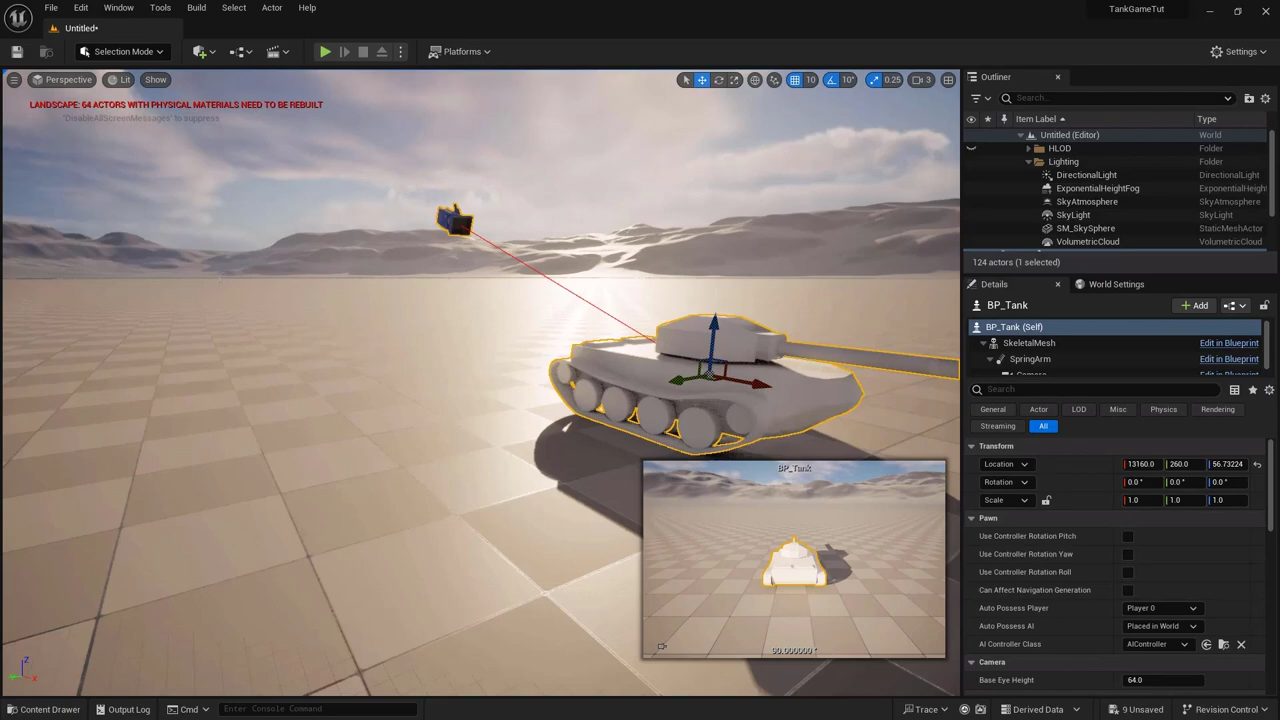 File Edit Window Tools Build Select Actor Help
TankGameTut
Untitled*
Selection Mode
Platforms
Settings
Perspective Lit Show
10 10° 0.25 3
LANDSCAPE: 64 ACTORS WITH PHYSICAL MATERIALS NEED TO BE REBUILT
'DisableAllScreenMessages' to suppress
Outliner
Search...
Item Label Type
Untitled (Editor) World
HLOD Folder
Lighting Folder
DirectionalLight DirectionalLight
ExponentialHeightFog ExponentialHeight
SkyAtmosphere SkyAtmosphere
SkyLight SkyLight
SM_SkySphere StaticMeshActor
VolumetricCloud VolumetricCloud
124 actors (1 selected)
Details World Settings
BP_Tank
Add
BP_Tank (Self)
SkeletalMesh Edit in Blueprint
SpringArm Edit in Blueprint
Search
General Actor LOD Misc Physics Rendering
Streaming All
Transform
Location 13160.0 260.0 56.73224
Rotation 0.0 ° 0.0 ° 0.0 °
Scale 1.0 1.0 1.0
Pawn
Use Controller Rotation Pitch
Use Controller Rotation Yaw
Use Controller Rotation Roll
Can Affect Navigation Generation
Auto Possess Player Player 0
Auto Possess AI Placed in World
AI Controller Class AIController
Camera
Base Eye Height 64.0
BP_Tank
90.000000 °
Z
X
Content Drawer Output Log Cmd Enter Console Command
Trace Derived Data 9 Unsaved Revision Control